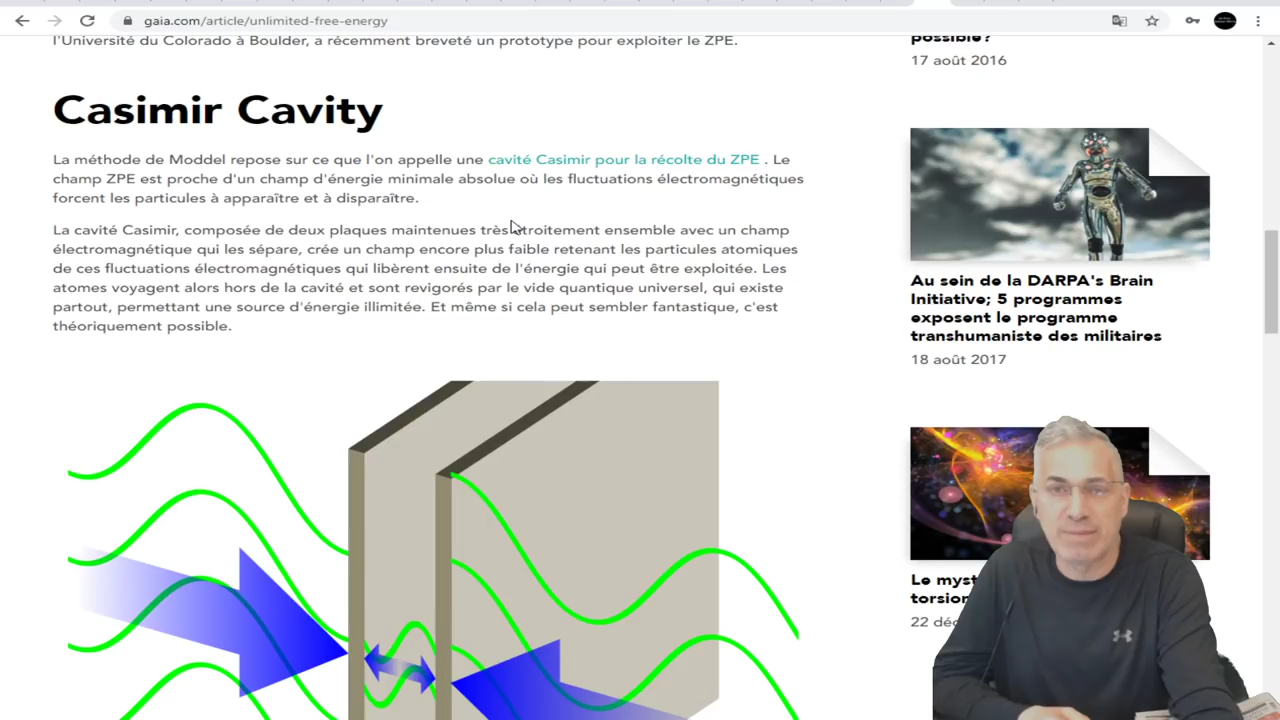 gaia.com/article/unlimited-free-energy
l'Université du Colorado à Boulder, a récemment breveté un prototype pour exploiter le ZPE.
Casimir Cavity
La méthode de Moddel repose sur ce que l'on appelle une cavité Casimir pour la récolte du ZPE . Le
champ ZPE est proche d'un champ d'énergie minimale absolue où les fluctuations électromagnétiques
forcent les particules à apparaître et à disparaître.
La cavité Casimir, composée de deux plaques maintenues très étroitement ensemble avec un champ
électromagnétique qui les sépare, crée un champ encore plus faible retenant les particules atomiques
de ces fluctuations électromagnétiques qui libèrent ensuite de l'énergie qui peut être exploitée. Les
atomes voyagent alors hors de la cavité et sont revigorés par le vide quantique universel, qui existe
partout, permettant une source d'énergie illimitée. Et même si cela peut sembler fantastique, c'est
théoriquement possible.
possible?
17 août 2016
Au sein de la DARPA's Brain
Initiative; 5 programmes
exposent le programme
transhumaniste des militaires
18 août 2017
Le
torsion
22